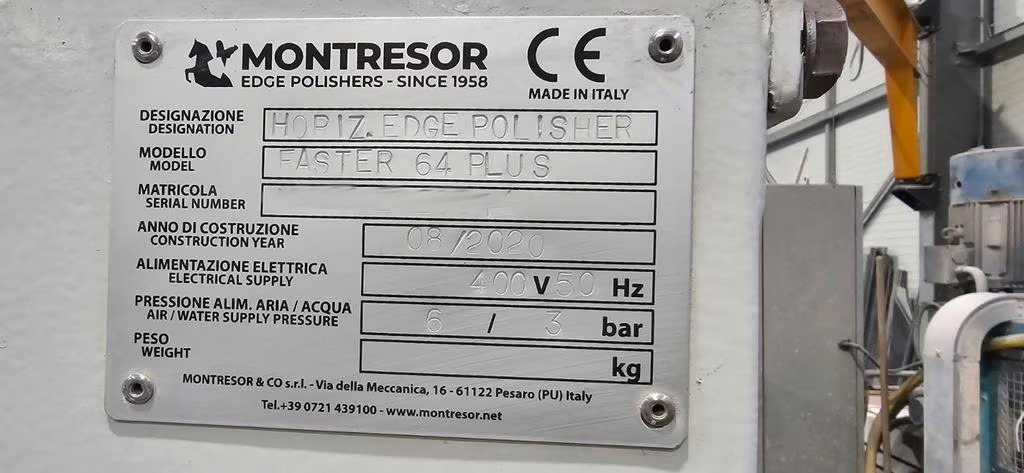 MONTRESOR
EDGE POLISHERS - SINCE 1958
CE
MADE IN ITALY
DESIGNAZIONE
DESIGNATION
HORIZ. EDGE POLISHER
MODELLO
MODEL
FASTER 64 PLUS
MATRICOLA
SERIAL NUMBER
ANNO DI COSTRUZIONE
CONSTRUCTION YEAR
08/2020
ALIMENTAZIONE ELETTRICA
ELECTRICAL SUPPLY
400 V 50 Hz
PRESSIONE ALIM. ARIA / ACQUA
AIR / WATER SUPPLY PRESSURE
6 / 3 bar
PESO
WEIGHT
kg
MONTRESOR & CO s.r.l. - Via della Meccanica, 16 - 61122 Pesaro (PU) Italy
Tel.+39 0721 439100 - www.montresor.net